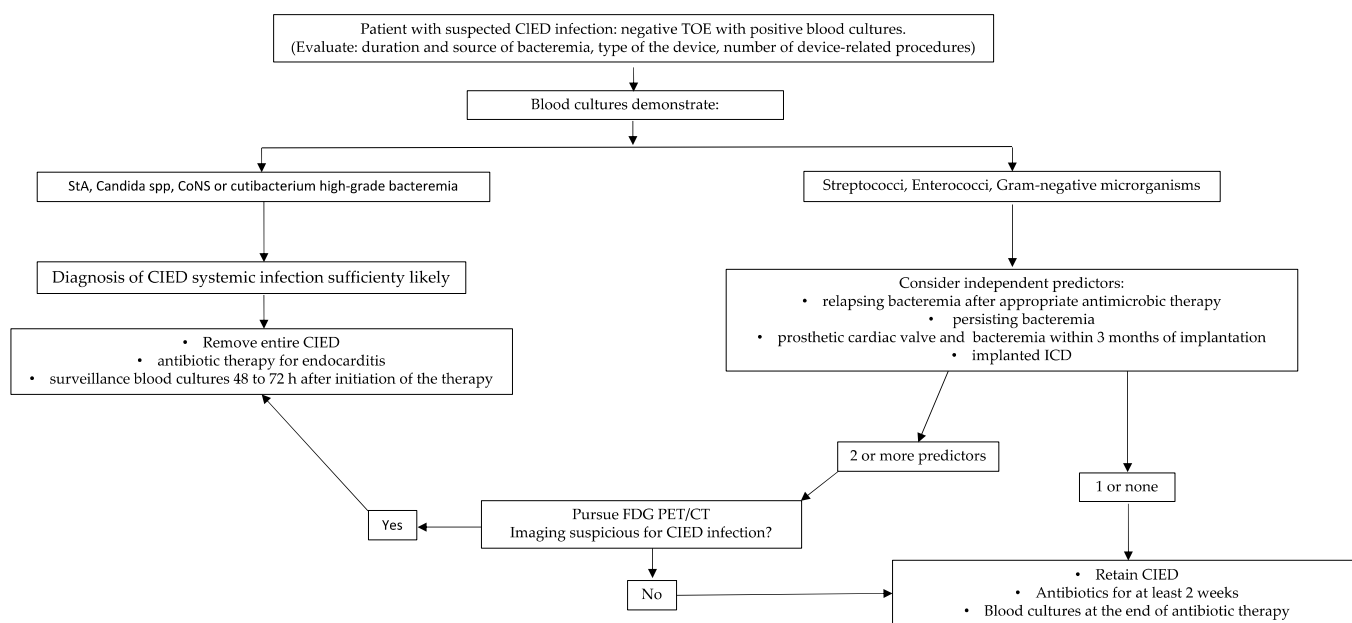 Patient with suspected CIED infection: negative TOE with positive blood cultures.
(Evaluate: duration and source of bacteremia, type of the device, number of device-related procedures)
Blood cultures demonstrate:
StA, Candida spp, CoNS or cutibacterium high-grade bacteremia
Streptococci, Enterococci, Gram-negative microrganisms
Diagnosis of CIED systemic infection sufficienty likely
Consider independent predictors:
• relapsing bacteremia after appropriate antimicrobic therapy
• persisting bacteremia
• prosthetic cardiac valve and bacteremia within 3 months of implantation
• implanted ICD
• Remove entire CIED
• antibiotic therapy for endocarditis
• surveillance blood cultures 48 to 72 h after initiation of the therapy
2 or more predictors
1 or none
Pursue FDG PET/CT
Imaging suspicious for CIED infection?
Yes
No
• Retain CIED
• Antibiotics for at least 2 weeks
• Blood cultures at the end of antibiotic therapy